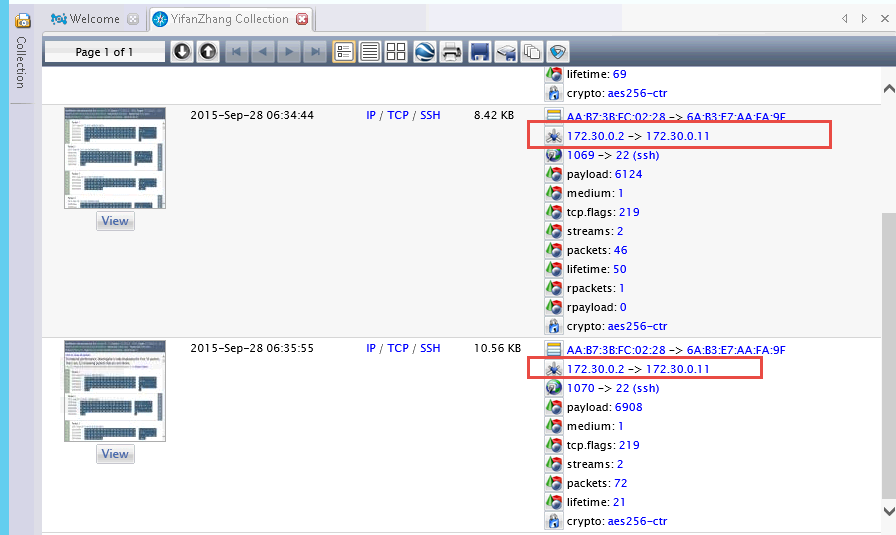 Welcome
YifanZhang Collection
Collection
Page 1 of 1
lifetime: 69
crypto: aes256-ctr
2015-Sep-28 06:34:44
IP / TCP / SSH
8.42 KB
AA:B7:3B:FC:02:28 -> 6A:B3:E7:AA:FA:9F
172.30.0.2 -> 172.30.0.11
1069 -> 22 (ssh)
payload: 6124
medium: 1
tcp.flags: 219
streams: 2
packets: 46
lifetime: 50
rpackets: 1
rpayload: 0
crypto: aes256-ctr
View
2015-Sep-28 06:35:55
IP / TCP / SSH
10.56 KB
AA:B7:3B:FC:02:28 -> 6A:B3:E7:AA:FA:9F
172.30.0.2 -> 172.30.0.11
1070 -> 22 (ssh)
payload: 6908
medium: 1
tcp.flags: 219
streams: 2
packets: 72
lifetime: 21
crypto: aes256-ctr
View